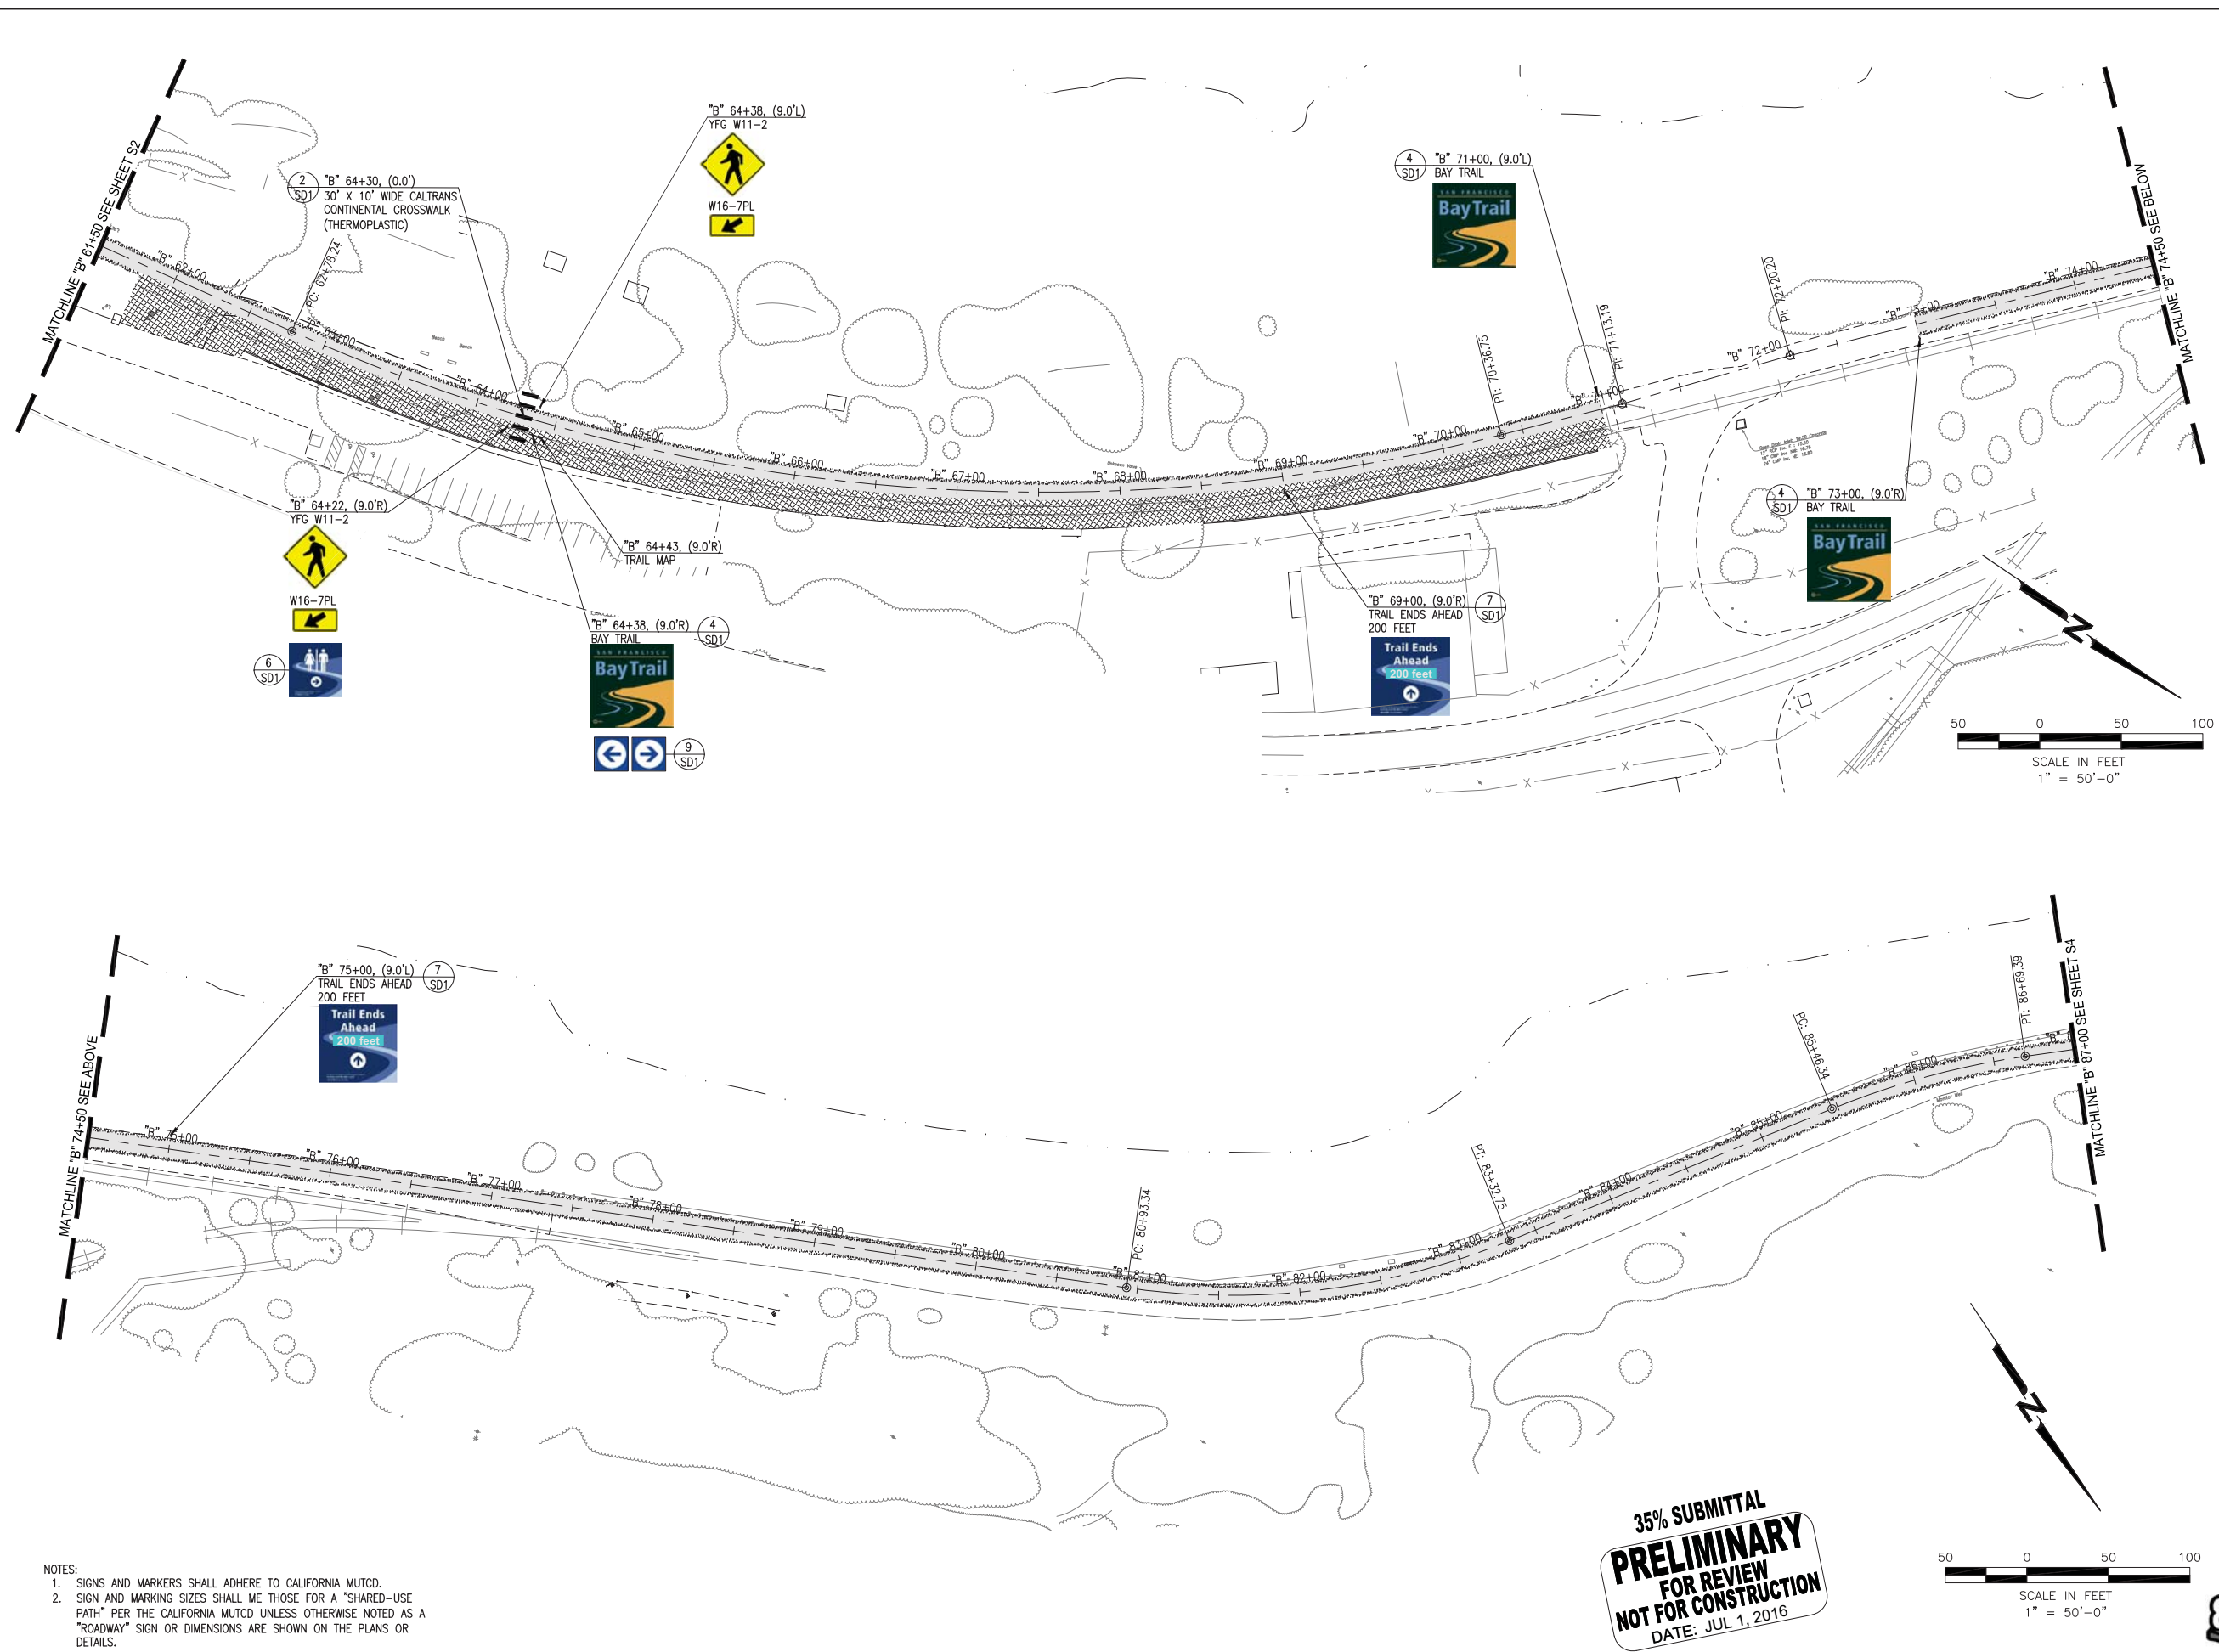 MATCHLINE "B" 61+50 SEE SHEET S2
"B" 64+38, (9.0'L)
YFG W11-2
W16-7PL
2
SD1
"B" 64+30, (0.0')
30' X 10' WIDE CALTRANS
CONTINENTAL CROSSWALK
(THERMOPLASTIC)
4
SD1
"B" 71+00, (9.0'L)
BAY TRAIL
SAN FRANCISCO
Bay Trail
MATCHLINE "B" 74+50 SEE BELOW
"B" 62+00
PC: 62+78.24
"B" 63+00
Bench
Bench
"B" 64+00
"B" 65+00
"B" 66+00
"B" 67+00
"B" 68+00
"B" 69+00
"B" 70+00
PT: 70+36.75
"B" 71+00
PI: 71+13.19
"B" 72+00
PI: 72+20.20
"B" 73+00
"B" 74+00
"B" 64+22, (9.0'R)
YFG W11-2
W16-7PL
6
SD1
"B" 64+43, (9.0'R)
TRAIL MAP
"B" 64+38, (9.0'R)
BAY TRAIL
4
SD1
SAN FRANCISCO
Bay Trail
9
SD1
"B" 69+00, (9.0'R)
TRAIL ENDS AHEAD
200 FEET
7
SD1
Trail Ends
Ahead
200 feet
4
SD1
"B" 73+00, (9.0'R)
BAY TRAIL
SAN FRANCISCO
Bay Trail
N
50 0 50 100
SCALE IN FEET
1" = 50'-0"
MATCHLINE "B" 74+50 SEE ABOVE
"B" 75+00, (9.0'L)
TRAIL ENDS AHEAD
200 FEET
7
SD1
Trail Ends
Ahead
200 feet
"B" 75+00
"B" 76+00
"B" 77+00
"B" 78+00
"B" 79+00
"B" 80+00
PC: 80+93.34
"B" 81+00
"B" 82+00
"B" 83+00
PT: 83+32.75
"B" 84+00
"B" 85+00
PC: 85+46.34
"B" 86+00
Monitor Well
PT: 86+69.39
"B"
MATCHLINE "B" 87+00 SEE SHEET S4
N
50 0 50 100
SCALE IN FEET
1" = 50'-0"
35% SUBMITTAL
PRELIMINARY
FOR REVIEW
NOT FOR CONSTRUCTION
DATE: JUL 1, 2016
NOTES:
1. SIGNS AND MARKERS SHALL ADHERE TO CALIFORNIA MUTCD.
2. SIGN AND MARKING SIZES SHALL ME THOSE FOR A "SHARED-USE
PATH" PER THE CALIFORNIA MUTCD UNLESS OTHERWISE NOTED AS A
"ROADWAY" SIGN OR DIMENSIONS ARE SHOWN ON THE PLANS OR
DETAILS.